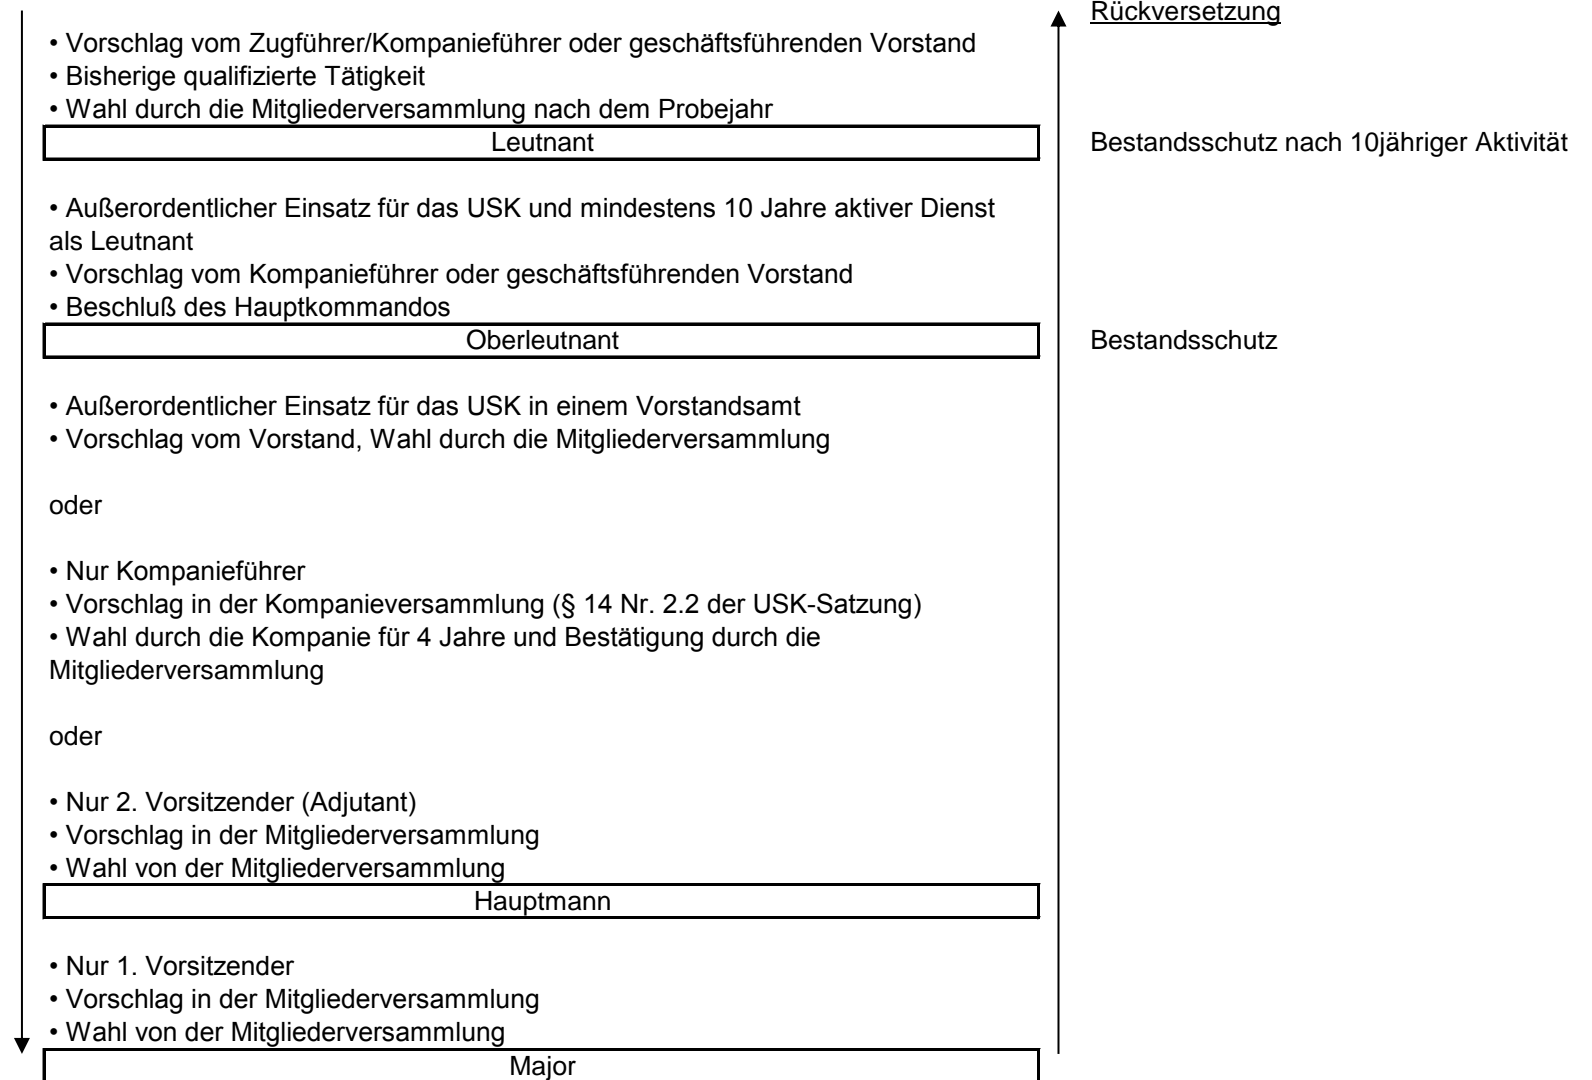 Rückversetzung
• Vorschlag vom Zugführer/Kompanieführer oder geschäftsführenden Vorstand
• Bisherige qualifizierte Tätigkeit
• Wahl durch die Mitgliederversammlung nach dem Probejahr
Leutnant
Bestandsschutz nach 10jähriger Aktivität
• Außerordentlicher Einsatz für das USK und mindestens 10 Jahre aktiver Dienst
als Leutnant
• Vorschlag vom Kompanieführer oder geschäftsführenden Vorstand
• Beschluß des Hauptkommandos
Oberleutnant
Bestandsschutz
• Außerordentlicher Einsatz für das USK in einem Vorstandsamt
• Vorschlag vom Vorstand, Wahl durch die Mitgliederversammlung
oder
• Nur Kompanieführer
• Vorschlag in der Kompanieversammlung (§ 14 Nr. 2.2 der USK-Satzung)
• Wahl durch die Kompanie für 4 Jahre und Bestätigung durch die
Mitgliederversammlung
oder
• Nur 2. Vorsitzender (Adjutant)
• Vorschlag in der Mitgliederversammlung
• Wahl von der Mitgliederversammlung
Hauptmann
• Nur 1. Vorsitzender
• Vorschlag in der Mitgliederversammlung
• Wahl von der Mitgliederversammlung
Major